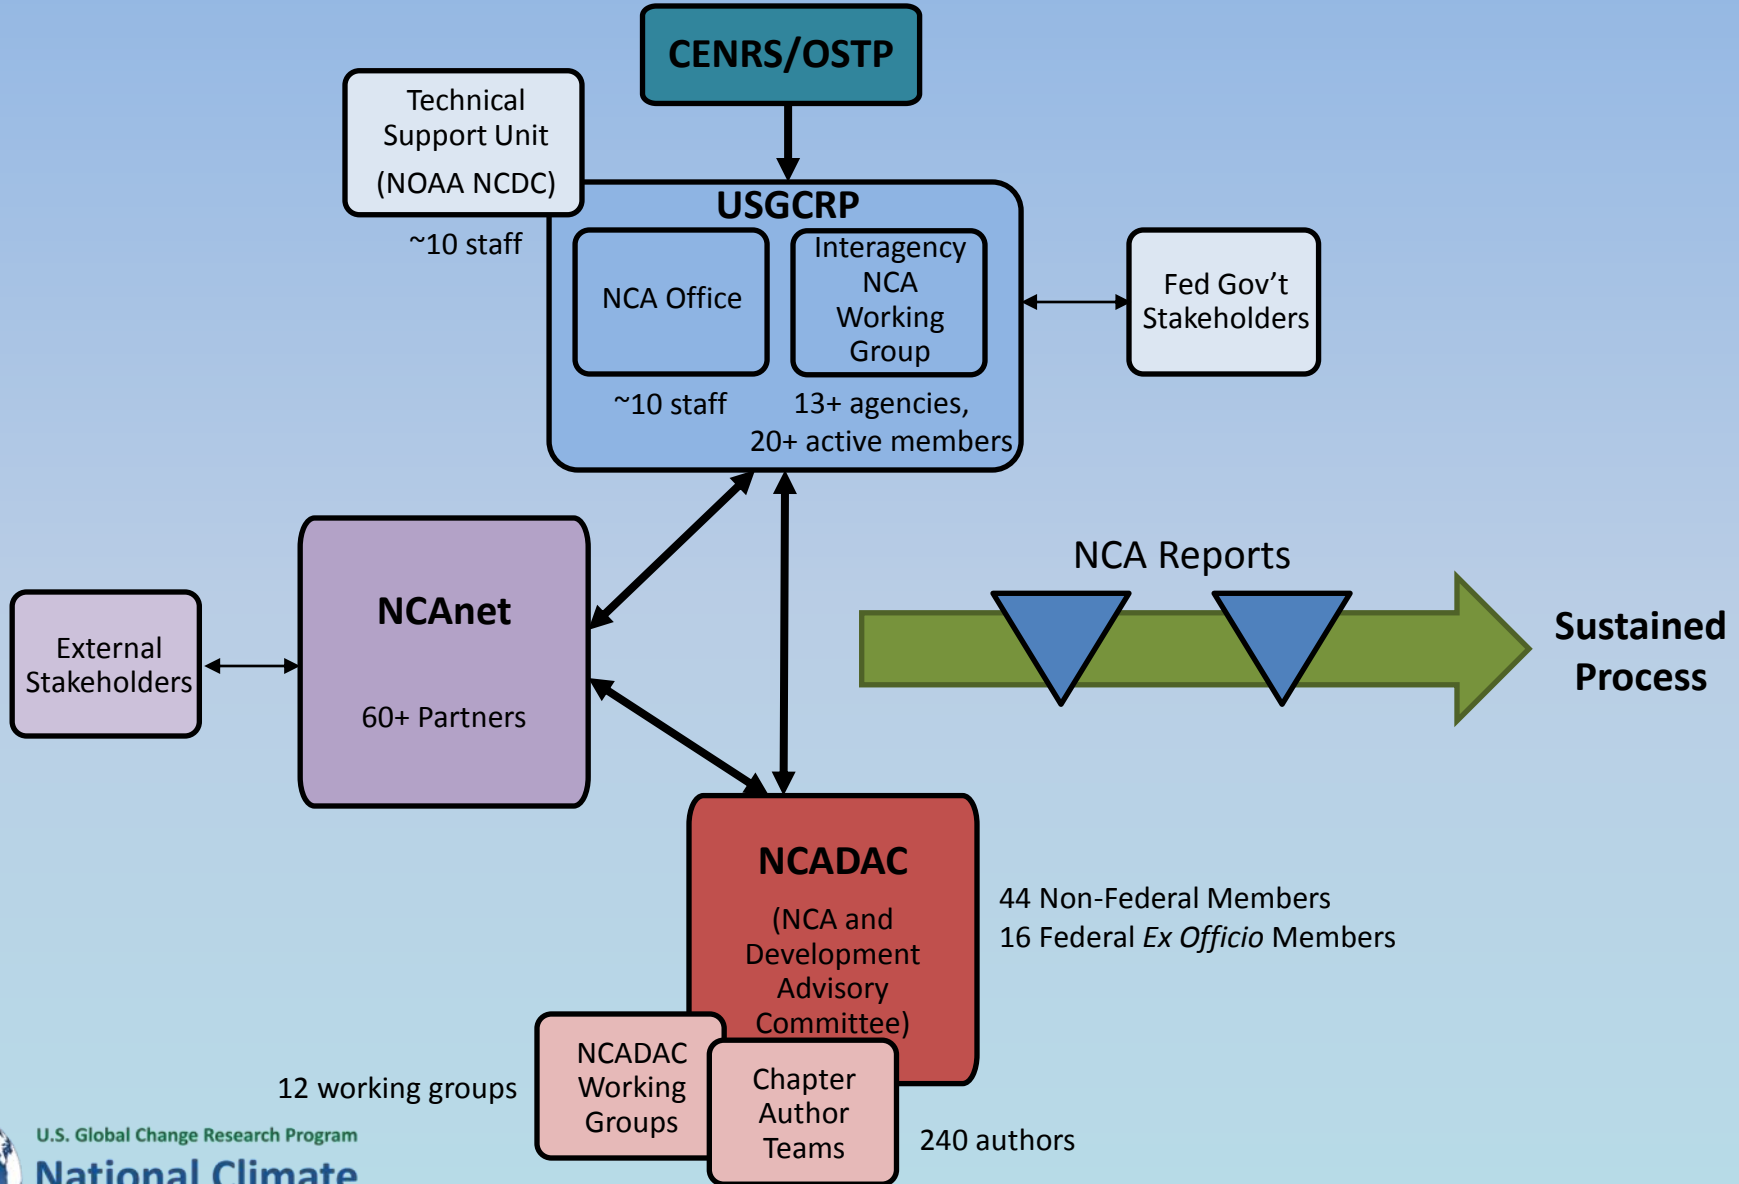 CENRS/OSTP
Technical
Support Unit
(NOAA NCDC)
~10 staff
USGCRP
NCA Office
~10 staff
Interagency
NCA
Working
Group
13+ agencies,
20+ active members
Fed Gov’t
Stakeholders
NCAnet
60+ Partners
External
Stakeholders
NCA Reports
Sustained
Process
NCADAC
(NCA and
Development
Advisory
Committee)
44 Non-Federal Members
16 Federal Ex Officio Members
NCADAC
Working
Groups
12 working groups
Chapter
Author
Teams
240 authors
U.S. Global Change Research Program
National Climate